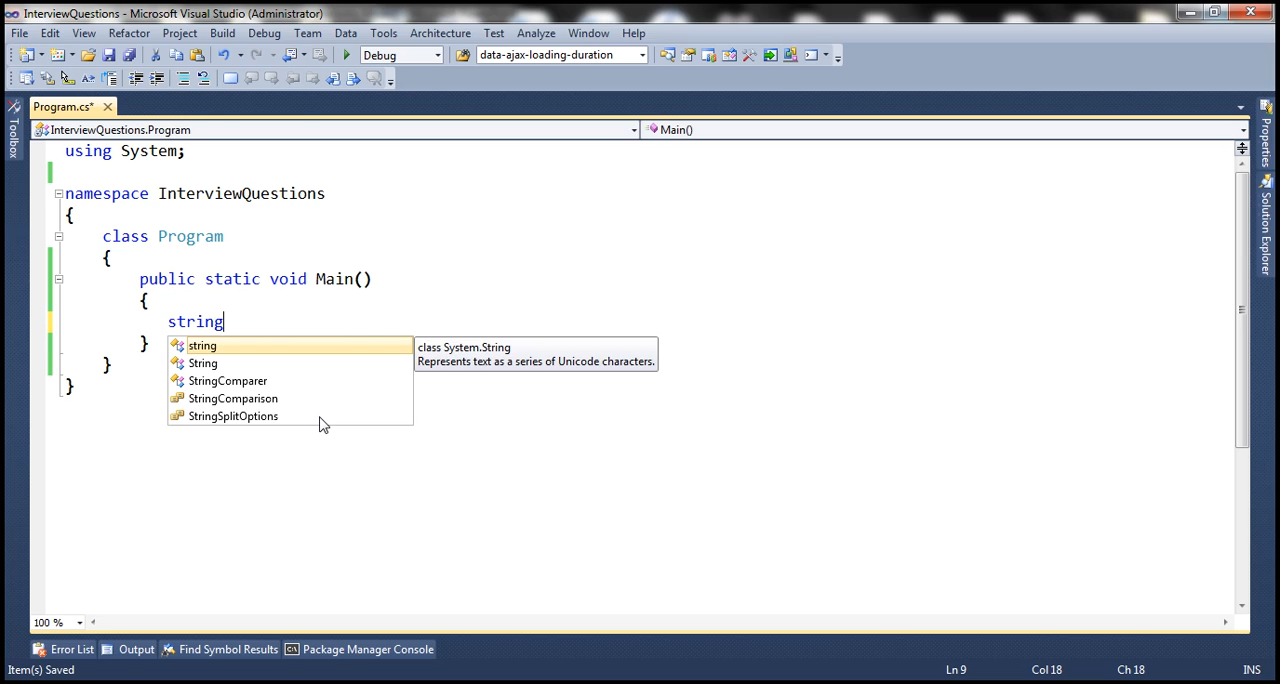 InterviewQuestions - Microsoft Visual Studio (Administrator)
File Edit View Refactor Project Build Debug Team Data Tools Architecture Test Analyze Window Help
Debug data-ajax-loading-duration
Program.cs*
InterviewQuestions.Program Main()
Toolbox
Properties
Solution Explorer
using System;
namespace InterviewQuestions
{
class Program
{
public static void Main()
{
string
}
}
}
string
String
StringComparer
StringComparison
StringSplitOptions
class System.String
Represents text as a series of Unicode characters.
100 %
Error List Output Find Symbol Results Package Manager Console
Item(s) Saved Ln 9 Col 18 Ch 18 INS